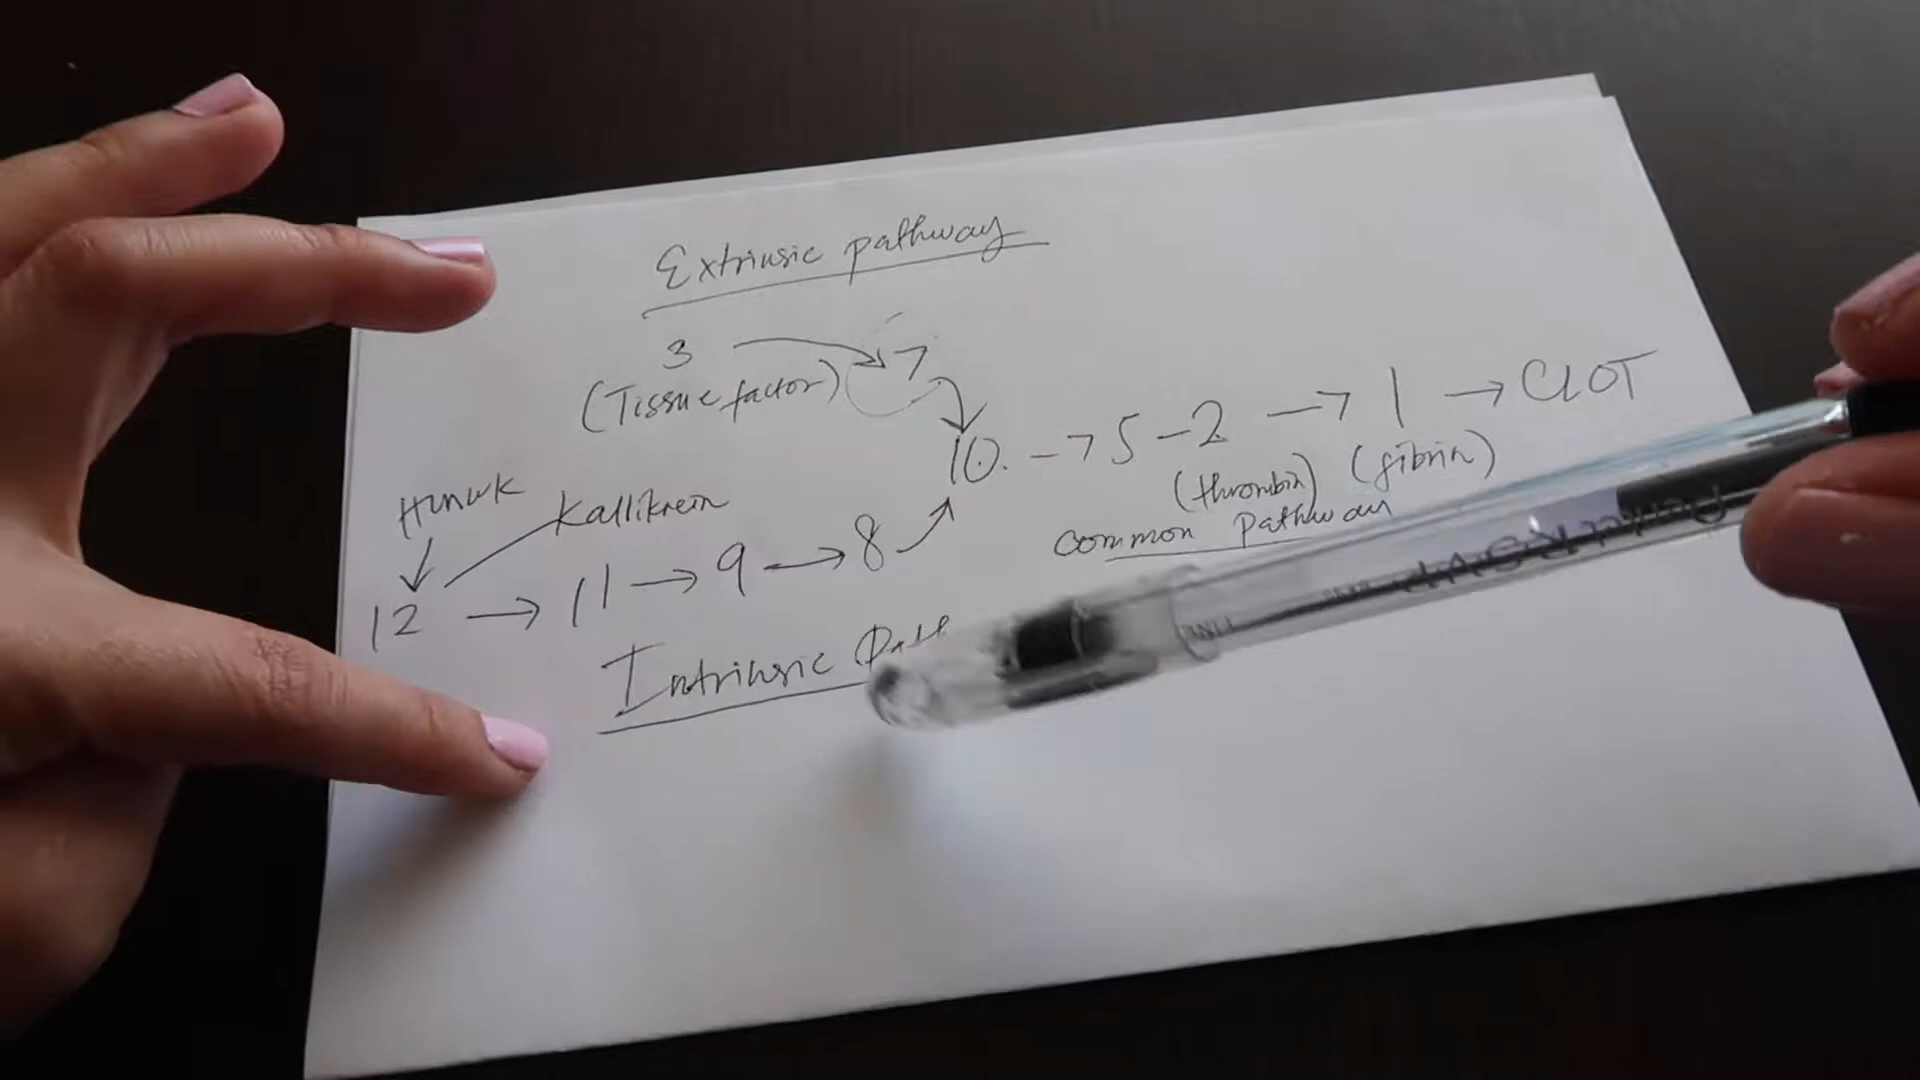 Extrinsic pathway
3 → 7
(Tissue factor)
10. → 5 - 2 → 1 → CLOT
(thrombin) (fibrin)
HMWK
Kallikrein
12 → 11 → 9 → 8
common Pathway
Intrinsic